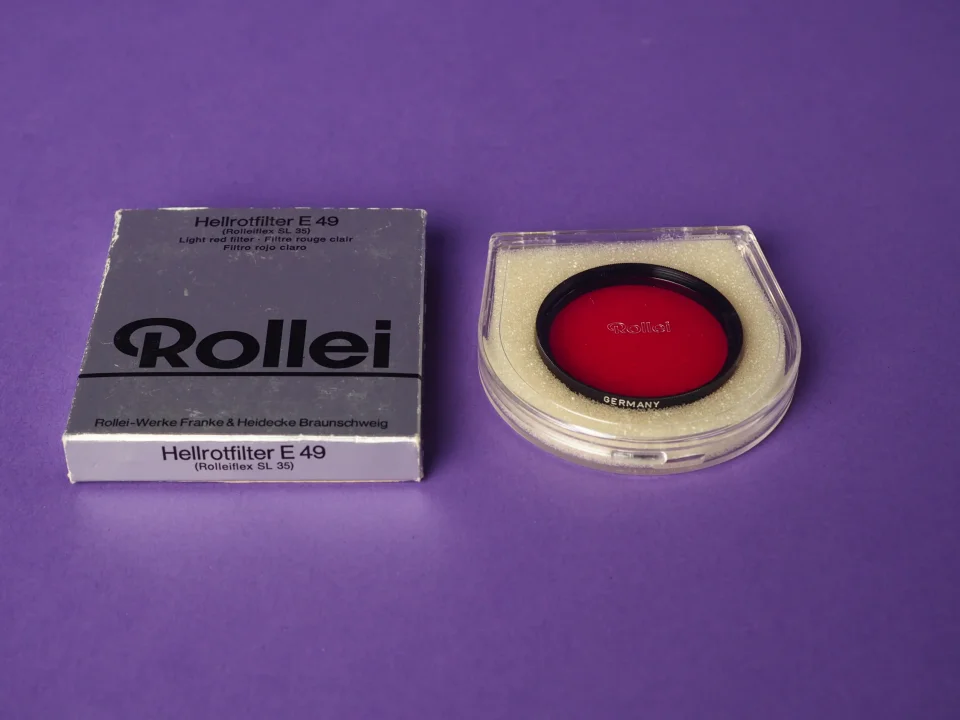 Hellrotfilter E 49
(Rolleiflex SL 35)
Light red filter · Filtre rouge clair
Filtro rojo claro
Rollei
Rollei-Werke Franke & Heidecke Braunschweig
Hellrotfilter E 49
(Rolleiflex SL 35)
Rollei
GERMANY